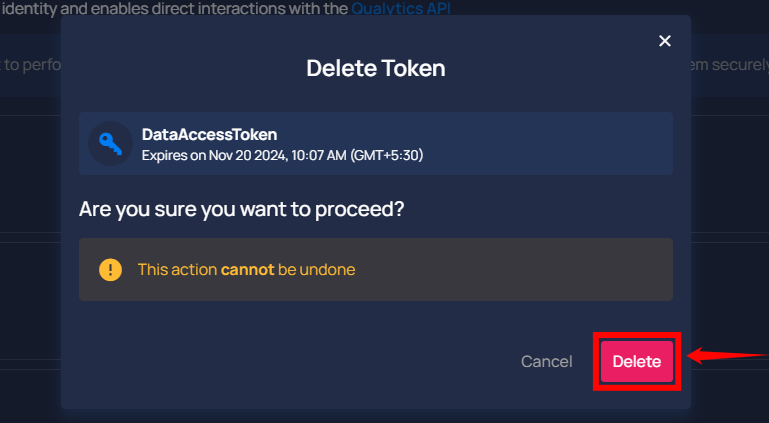 identity and enables direct interactions with the Qualytics API
Delete Token
t to perfo
em securely
DataAccessToken
Expires on Nov 20 2024, 10:07 AM (GMT+5:30)
Are you sure you want to proceed?
This action cannot be undone
Cancel
Delete